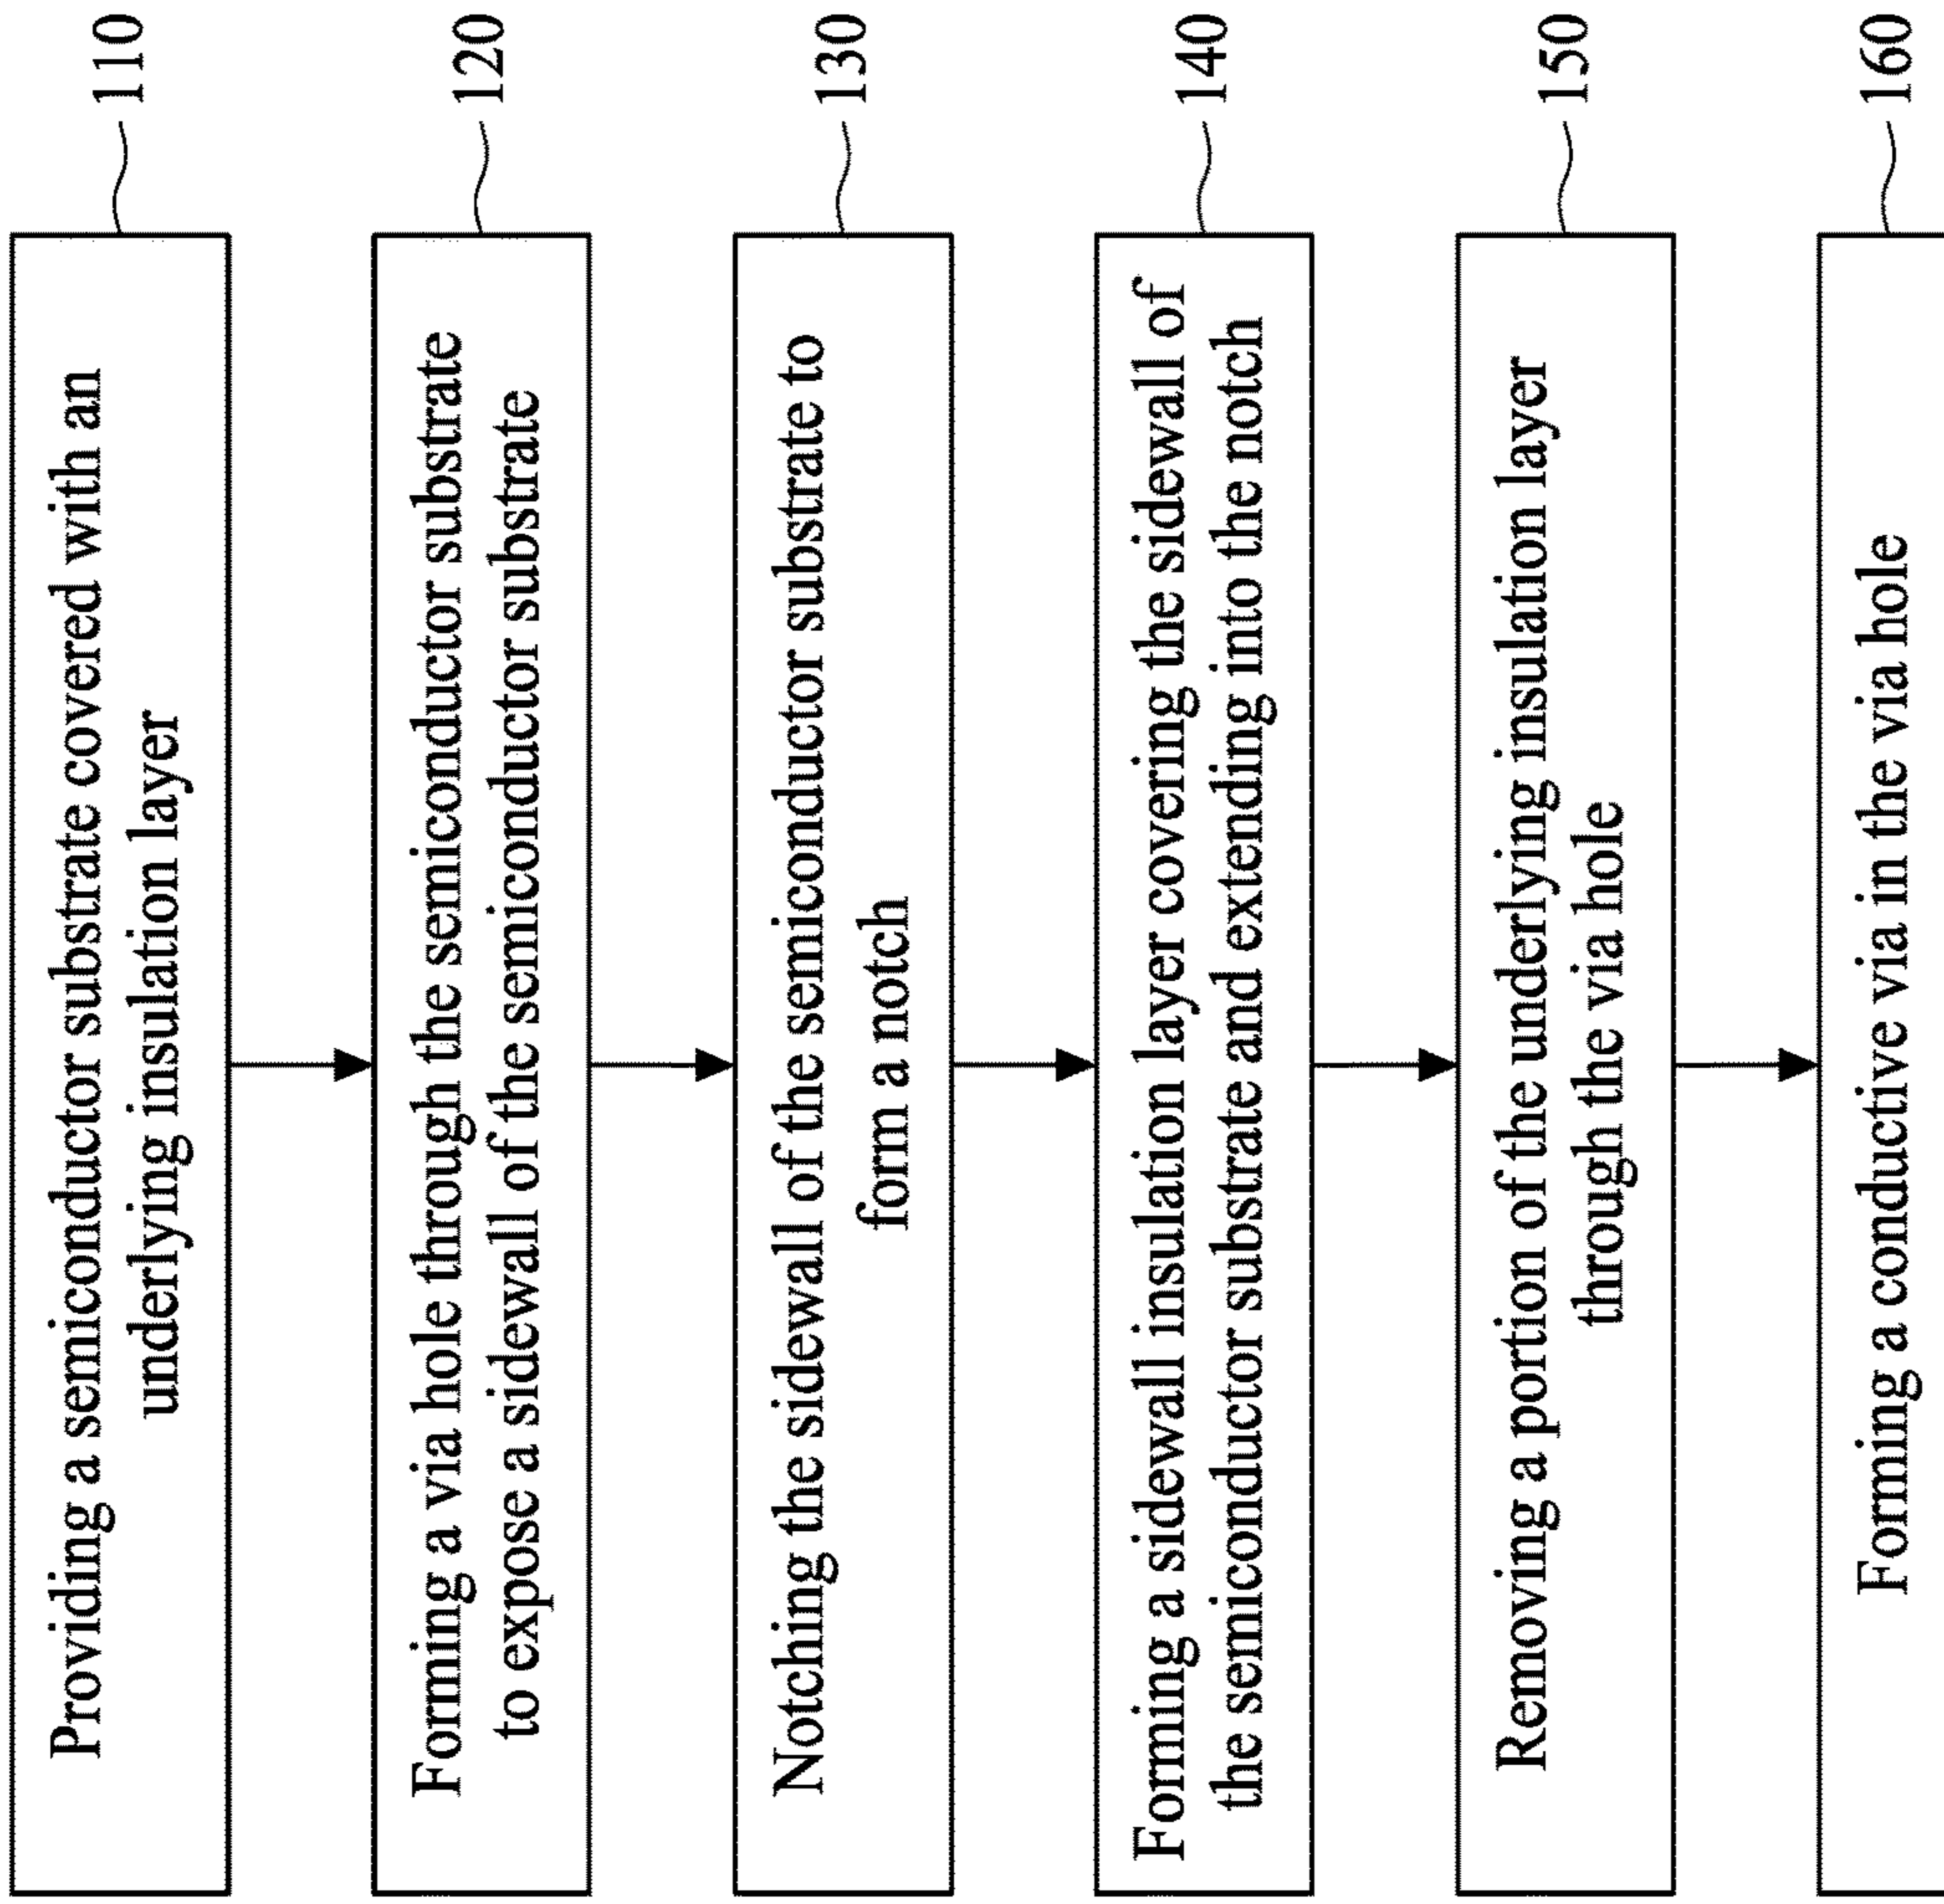 Providing a semiconductor substrate covered with an
underlying insulation layer
110
Forming a via hole through the semiconductor substrate
to expose a sidewall of the semiconductor substrate
120
Notching the sidewall of the semiconductor substrate to
form a notch
130
Forming a sidewall insulation layer covering the sidewall of
the semiconductor substrate and extending into the notch
140
Removing a portion of the underlying insulation layer
through the via hole
150
Forming a conductive via in the via hole
160